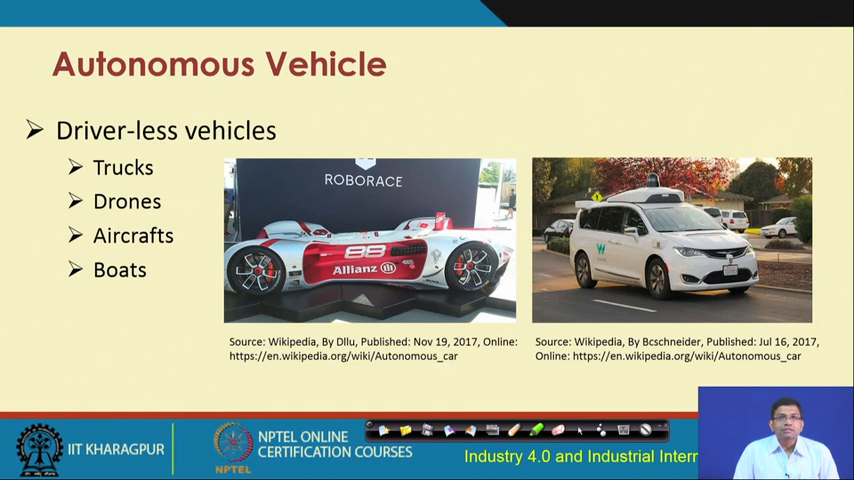 Autonomous Vehicle
Driver-less vehicles
Trucks
Drones
Aircrafts
Boats
ROBORACE
88
Allianz
Source: Wikipedia, By Dllu, Published: Nov 19, 2017, Online:
https://en.wikipedia.org/wiki/Autonomous_car
Source: Wikipedia, By Bcschneider, Published: Jul 16, 2017,
Online: https://en.wikipedia.org/wiki/Autonomous_car
IIT KHARAGPUR
NPTEL
NPTEL ONLINE
CERTIFICATION COURSES
Industry 4.0 and Industrial Intern